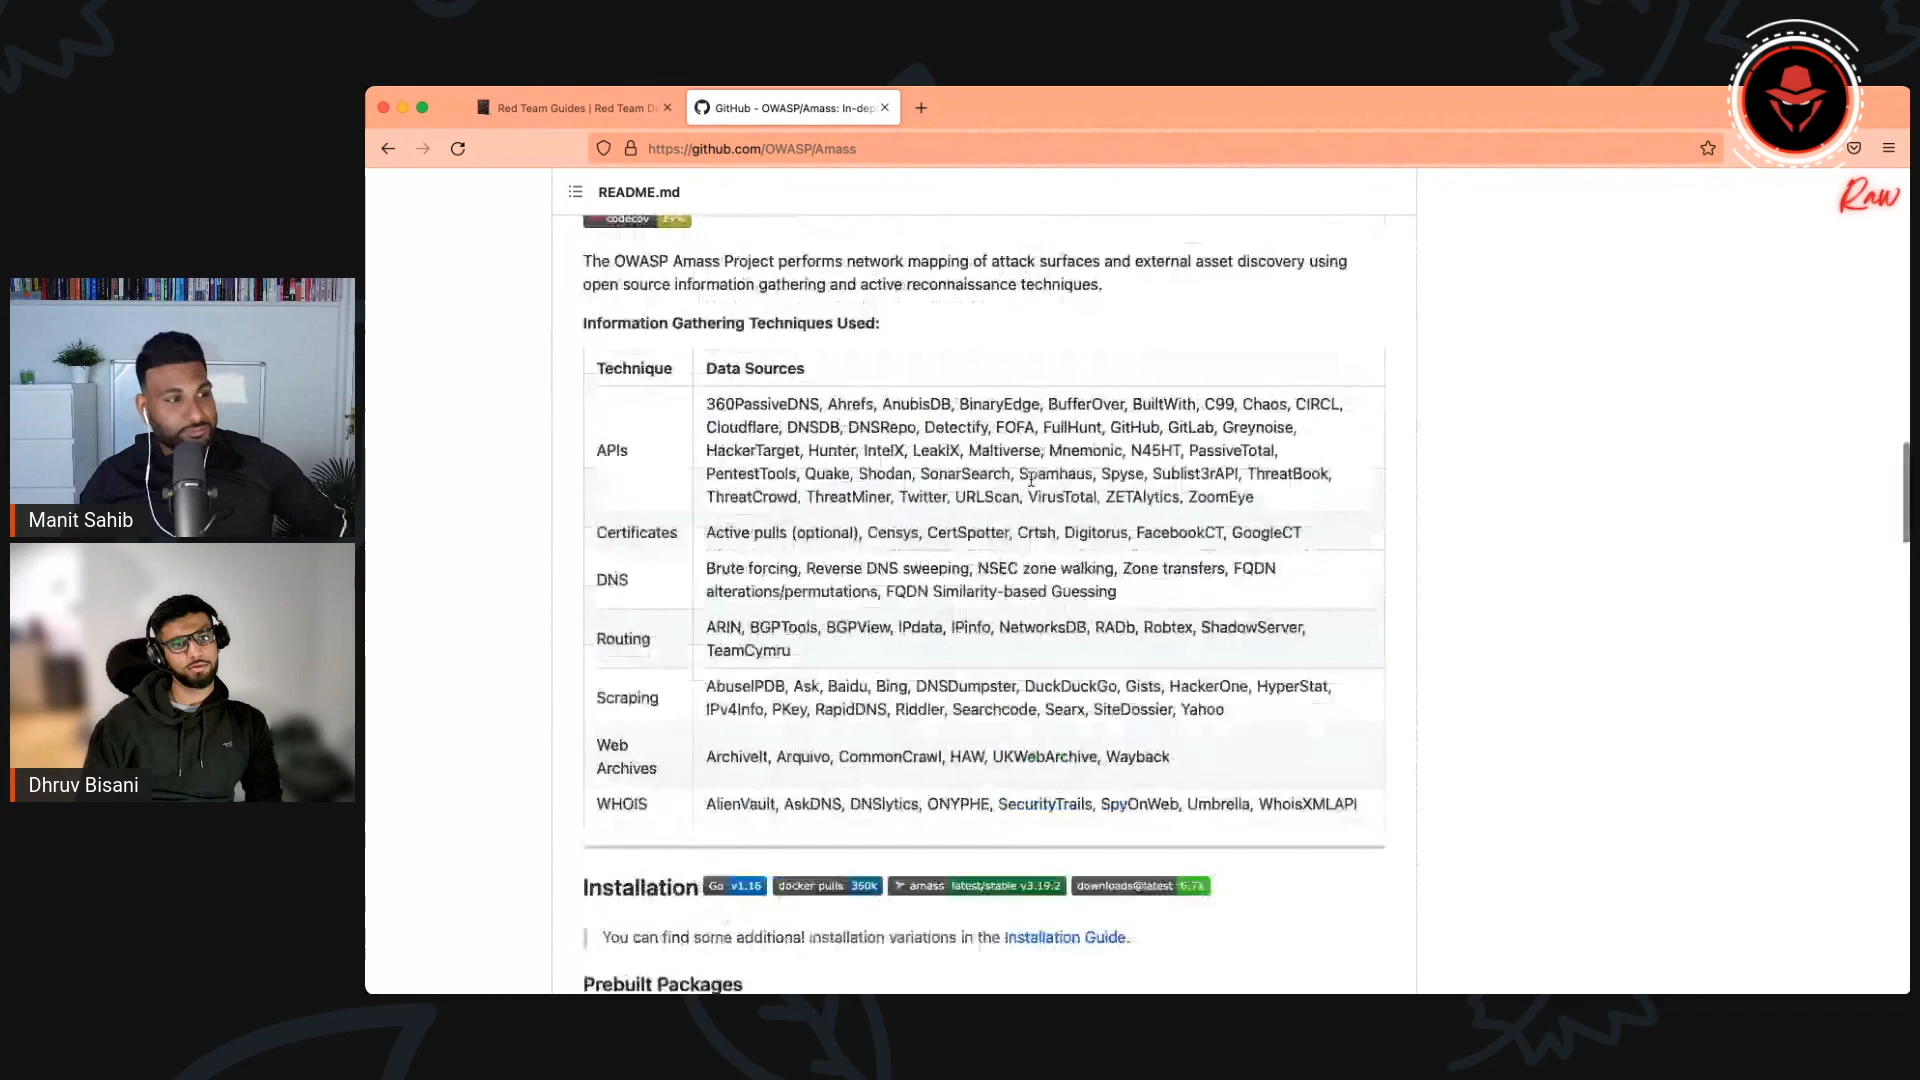 Red Team Guides | Red Team De
GitHub - OWASP/Amass: In-dep
https://github.com/OWASP/Amass
Raw
README.md
codecov
The OWASP Amass Project performs network mapping of attack surfaces and external asset discovery using
open source information gathering and active reconnaissance techniques.
Information Gathering Techniques Used:
Technique Data Sources
APIs
360PassiveDNS, Ahrefs, AnubisDB, BinaryEdge, BufferOver, BuiltWith, C99, Chaos, CIRCL,
Cloudflare, DNSDB, DNSRepo, Detectify, FOFA, FullHunt, GitHub, GitLab, Greynoise,
HackerTarget, Hunter, IntelX, LeakIX, Maltiverse, Mnemonic, N45HT, PassiveTotal,
PentestTools, Quake, Shodan, SonarSearch, Spamhaus, Spyse, Sublist3rAPI, ThreatBook,
ThreatCrowd, ThreatMiner, Twitter, URLScan, VirusTotal, ZETAlytics, ZoomEye
Certificates Active pulls (optional), Censys, CertSpotter, Crtsh, Digitorus, FacebookCT, GoogleCT
DNS
Brute forcing, Reverse DNS sweeping, NSEC zone walking, Zone transfers, FQDN
alterations/permutations, FQDN Similarity-based Guessing
Routing
ARIN, BGPTools, BGPView, IPdata, IPinfo, NetworksDB, RADb, Robtex, ShadowServer,
TeamCymru
Scraping
AbuseIPDB, Ask, Baidu, Bing, DNSDumpster, DuckDuckGo, Gists, HackerOne, HyperStat,
IPv4Info, PKey, RapidDNS, Riddler, Searchcode, Searx, SiteDossier, Yahoo
Web
Archives
ArchiveIt, Arquivo, CommonCrawl, HAW, UKWebArchive, Wayback
WHOIS AlienVault, AskDNS, DNSlytics, ONYPHE, SecurityTrails, SpyOnWeb, Umbrella, WhoisXMLAPI
Installation Go v1.16 docker pulls 360k amass latest/stable v3.19.2 downloads@latest
You can find some additional installation variations in the Installation Guide.
Prebuilt Packages
Manit Sahib
Dhruv Bisani